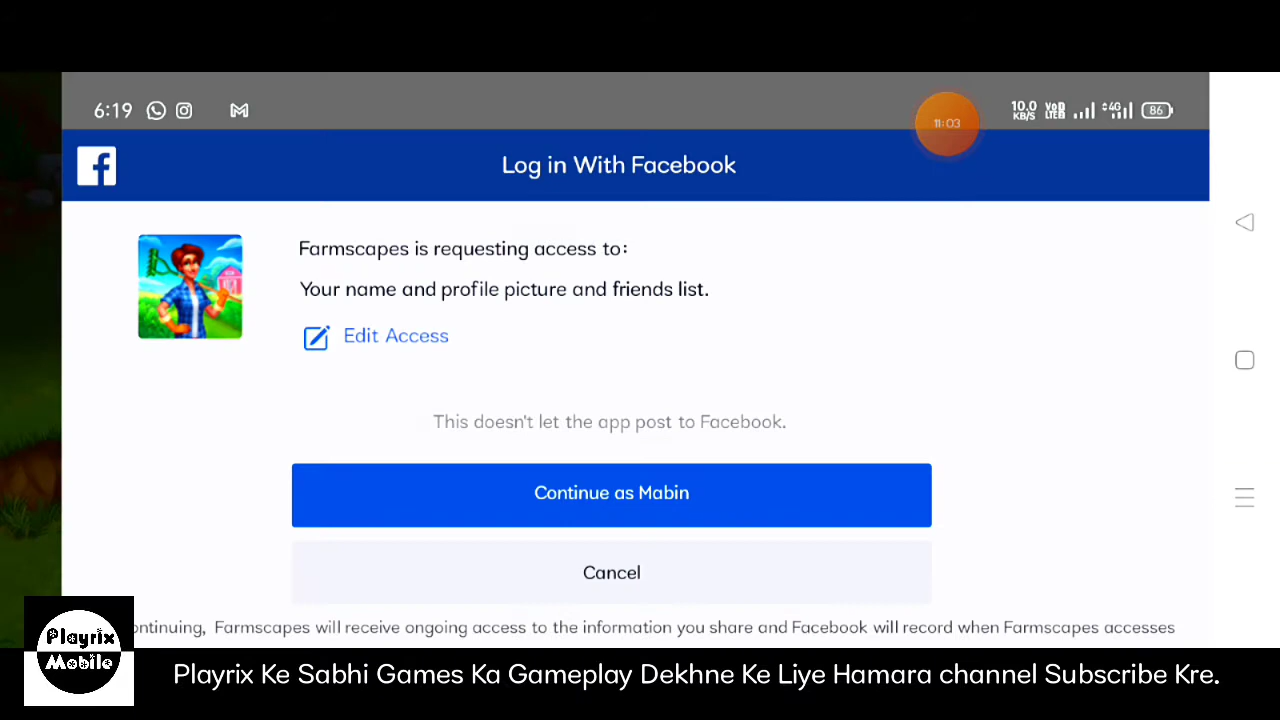 6:19
11:03
10.0 KB/S
4G
86
Log in With Facebook
Farmscapes is requesting access to:
Your name and profile picture and friends list.
Edit Access
This doesn't let the app post to Facebook.
Continue as Mabin
Cancel
ontinuing, Farmscapes will receive ongoing access to the information you share and Facebook will record when Farmscapes accesses
Playrix
Mobile
Playrix Ke Sabhi Games Ka Gameplay Dekhne Ke Liye Hamara channel Subscribe Kre.